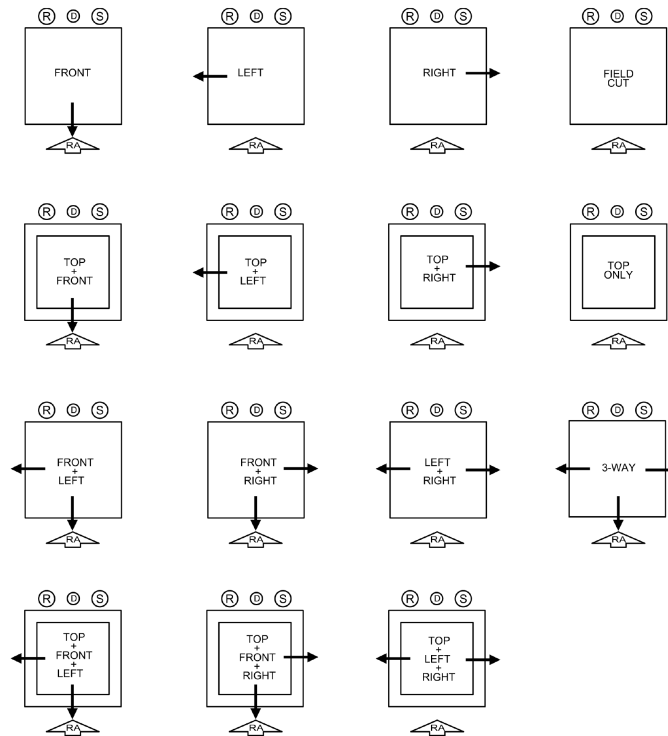 R D S R D S R D S R D S
FRONT
LEFT
RIGHT
FIELD
CUT
RA RA RA RA
R D S R D S R D S R D S
TOP
+
FRONT
TOP
+
LEFT
TOP
+
RIGHT
TOP
ONLY
RA RA RA RA
R D S R D S R D S R D S
FRONT
+
LEFT
FRONT
+
RIGHT
LEFT
+
RIGHT
3-WAY
RA RA RA RA
R D S R D S R D S
TOP
+
FRONT
+
LEFT
TOP
+
FRONT
+
RIGHT
TOP
+
LEFT
+
RIGHT
RA RA RA